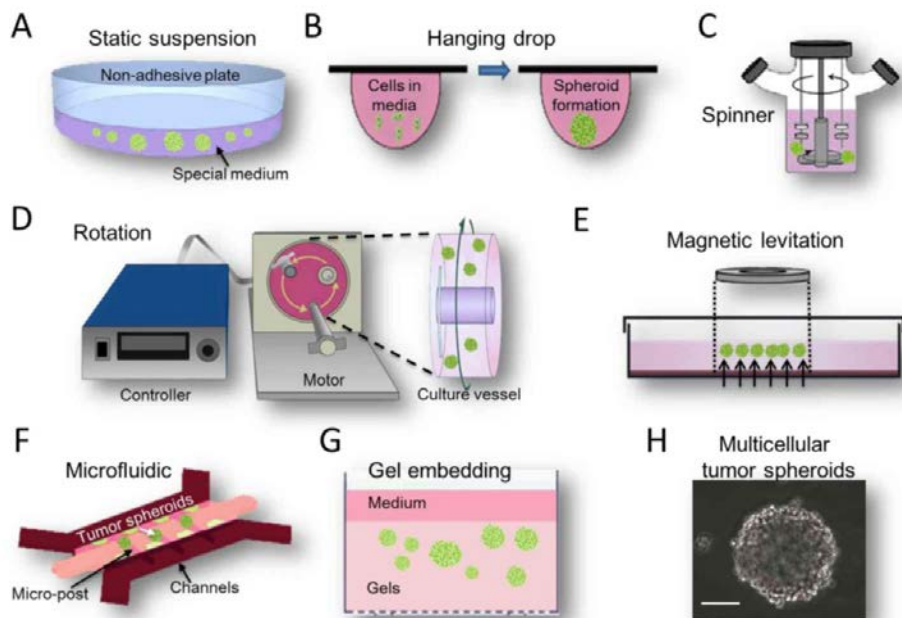 A
Static suspension
Non-adhesive plate
Special medium
B
Hanging drop
Cells in
media
Spheroid
formation
C
Spinner
D
Rotation
Controller
Motor
Culture vessel
E
Magnetic levitation
F
Microfluidic
Tumor spheroids
Micro-post
Channels
G
Gel embedding
Medium
Gels
H
Multicellular
tumor spheroids